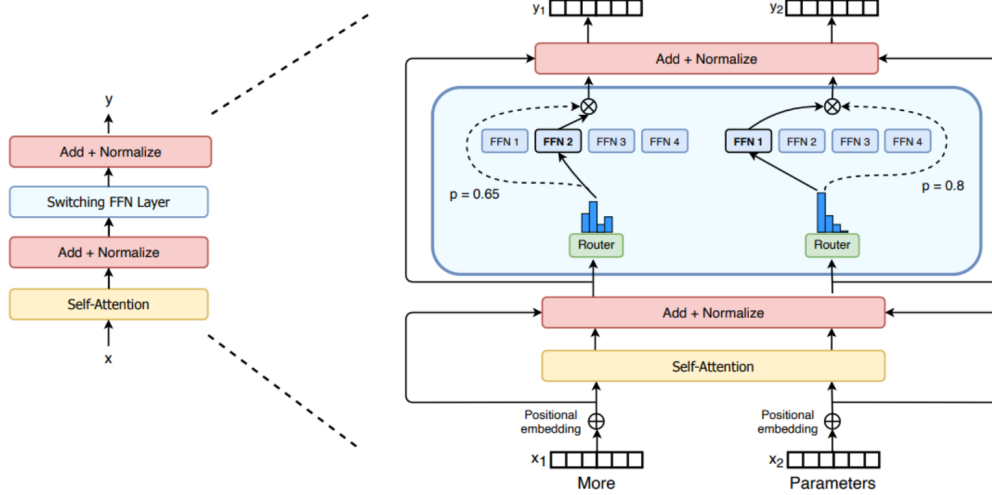 y
Add + Normalize
Switching FFN Layer
Add + Normalize
Self-Attention
x
y1 y2
Add + Normalize
FFN 1 FFN 2 FFN 3 FFN 4 FFN 1 FFN 2 FFN 3 FFN 4
p = 0.65 p = 0.8
Router Router
Add + Normalize
Self-Attention
Positional embedding Positional embedding
x1 x2
More Parameters